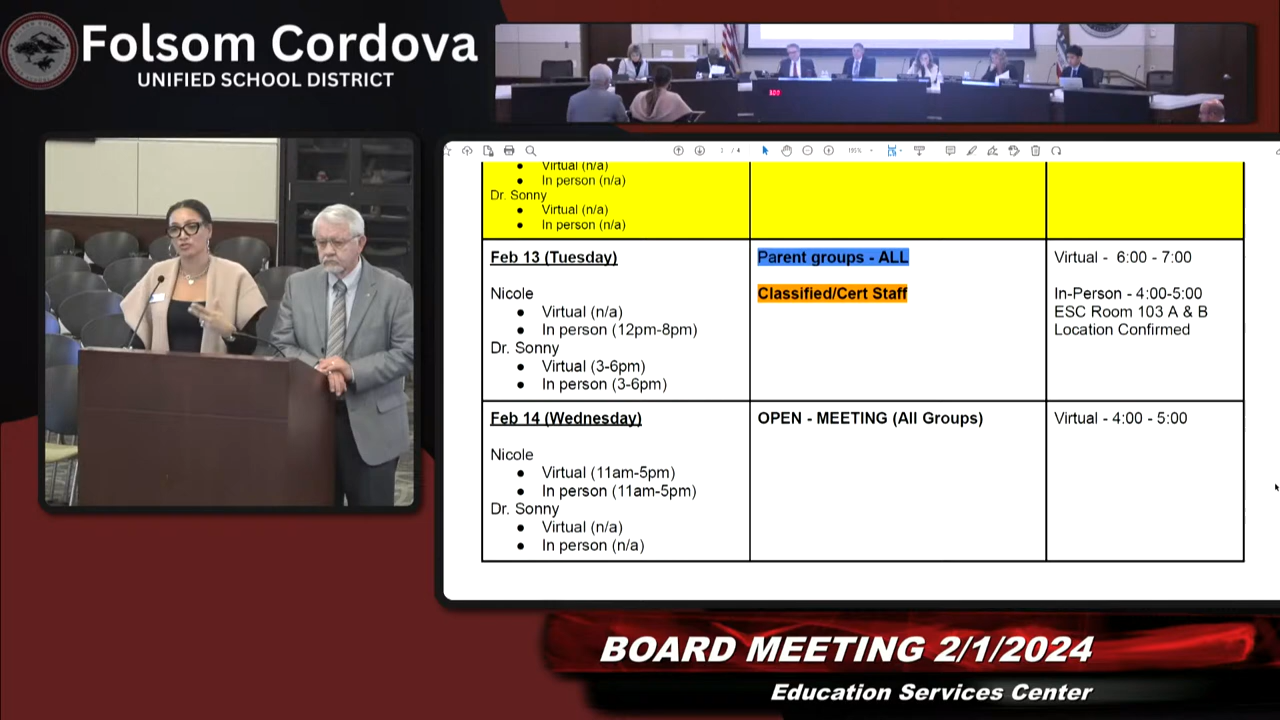 Folsom Cordova
UNIFIED SCHOOL DISTRICT
Virtual (n/a)
In person (n/a)
Dr. Sonny
Virtual (n/a)
In person (n/a)
Feb 13 (Tuesday)
Nicole
Virtual (n/a)
In person (12pm-8pm)
Dr. Sonny
Virtual (3-6pm)
In person (3-6pm)
Parent groups - ALL
Classified/Cert Staff
Virtual - 6:00 - 7:00
In-Person - 4:00-5:00
ESC Room 103 A & B
Location Confirmed
Feb 14 (Wednesday)
Nicole
Virtual (11am-5pm)
In person (11am-5pm)
Dr. Sonny
Virtual (n/a)
In person (n/a)
OPEN - MEETING (All Groups)
Virtual - 4:00 - 5:00
BOARD MEETING 2/1/2024
Education Services Center